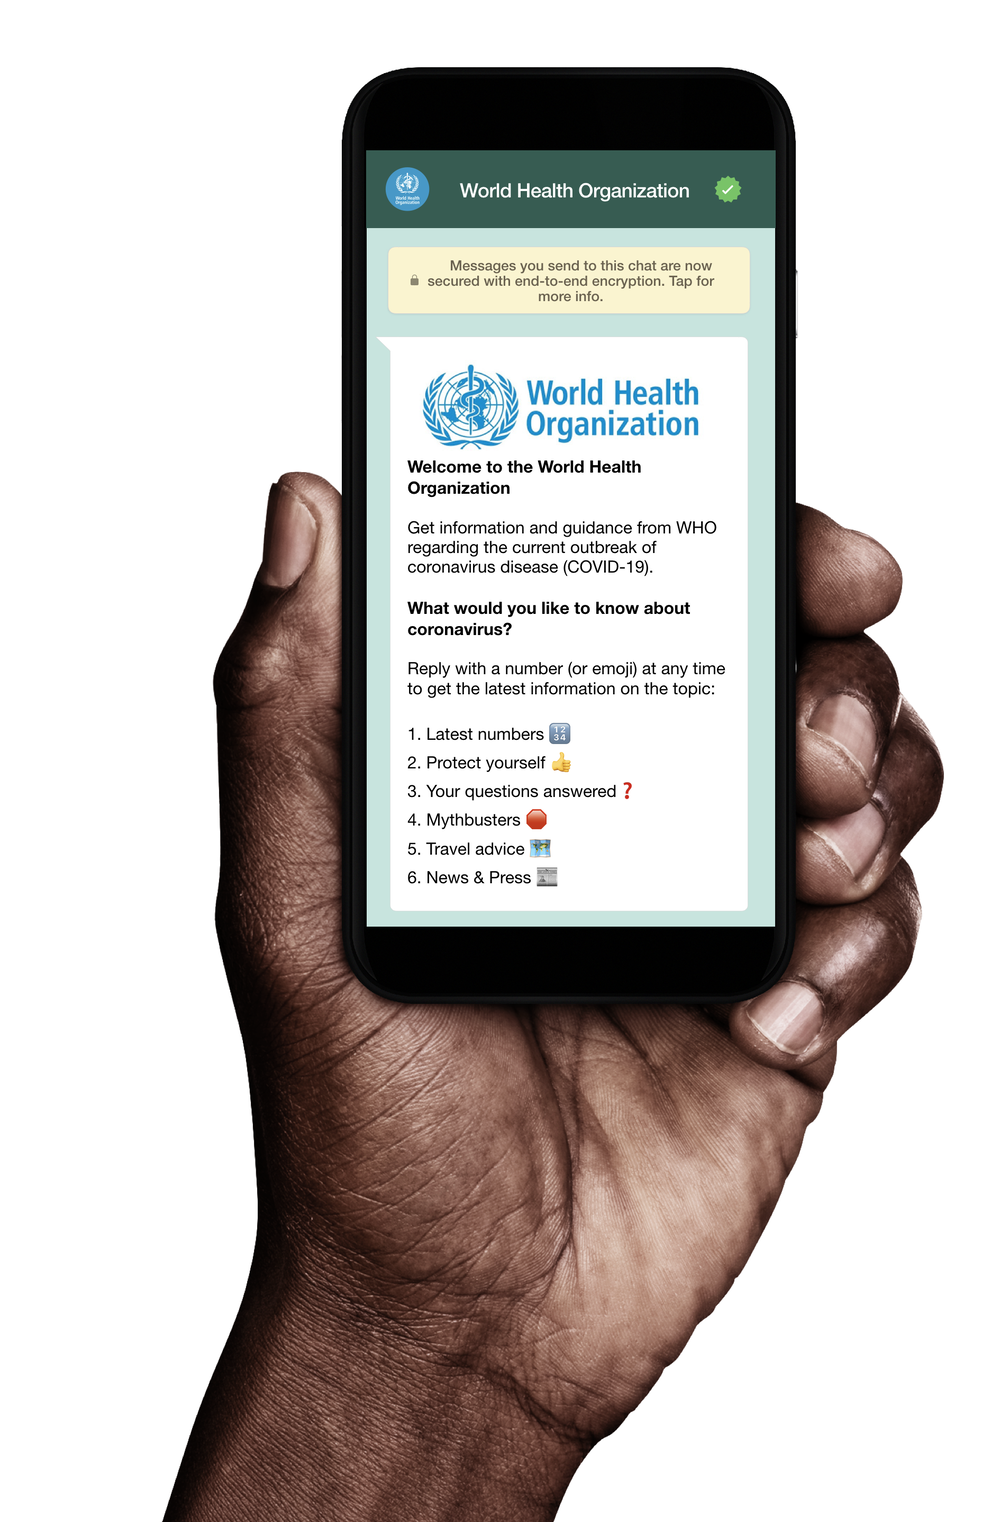 World Health
Organization
World Health Organization
Messages you send to this chat are now
secured with end-to-end encryption. Tap for
more info.
World Health
Organization
Welcome to the World Health
Organization
Get information and guidance from WHO
regarding the current outbreak of
coronavirus disease (COVID-19).
What would you like to know about
coronavirus?
Reply with a number (or emoji) at any time
to get the latest information on the topic:
1. Latest numbers 🔢
2. Protect yourself 👍
3. Your questions answered ❓
4. Mythbusters 🛑
5. Travel advice 🗺️
6. News & Press 📰